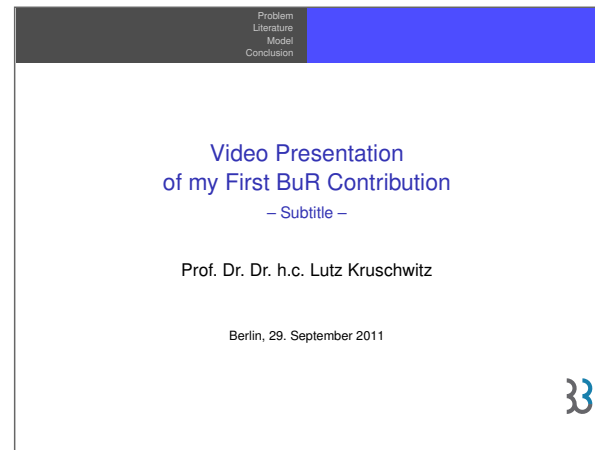 Problem
Literature
Model
Conclusion
Video Presentation
of my First BuR Contribution
– Subtitle –
Prof. Dr. Dr. h.c. Lutz Kruschwitz
Berlin, 29. September 2011